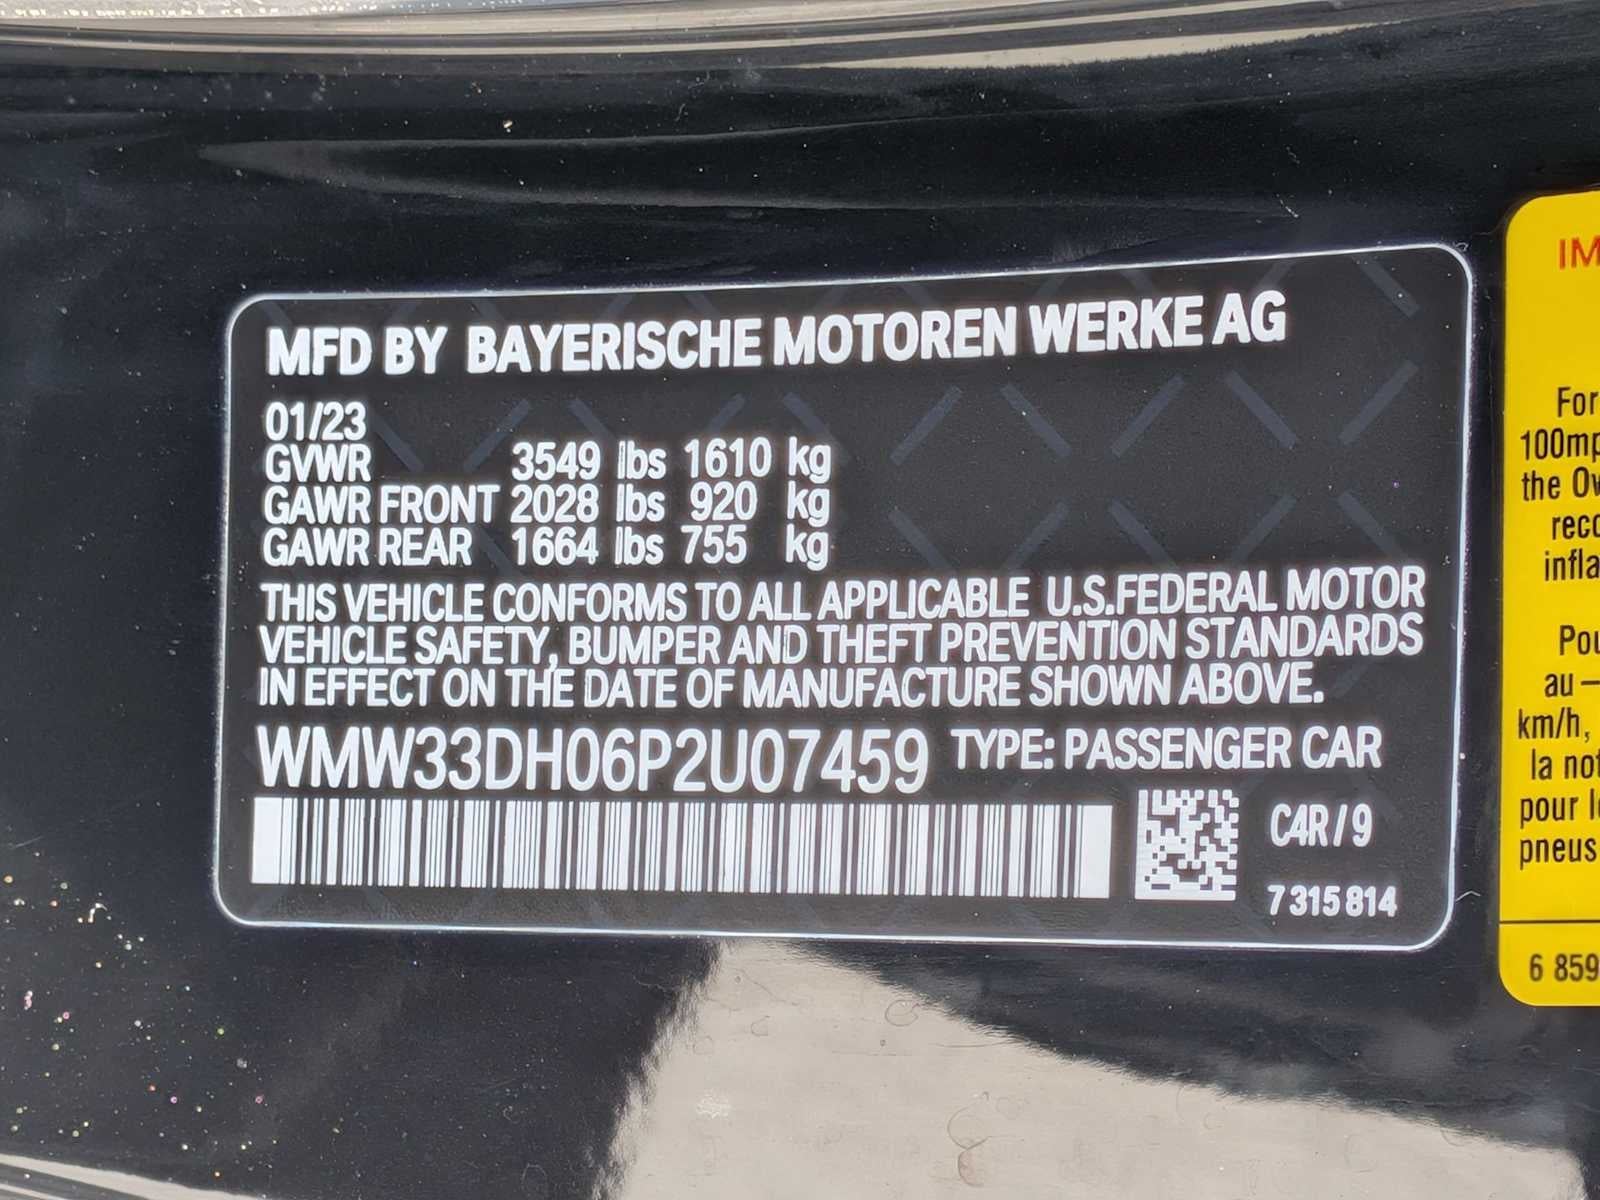 MFD BY BAYERISCHE MOTOREN WERKE AG
01/23
GVWR 3549 lbs 1610 kg
GAWR FRONT 2028 lbs 920 kg
GAWR REAR 1664 lbs 755 kg
THIS VEHICLE CONFORMS TO ALL APPLICABLE U.S.FEDERAL MOTOR
VEHICLE SAFETY, BUMPER AND THEFT PREVENTION STANDARDS
IN EFFECT ON THE DATE OF MANUFACTURE SHOWN ABOVE.
WMW33DH06P2U07459 TYPE: PASSENGER CAR
C4R/9
7 315 814
IM
For
100mp
the Ow
reco
infla
Pou
au —
km/h,
la not
pour le
pneus
6 859